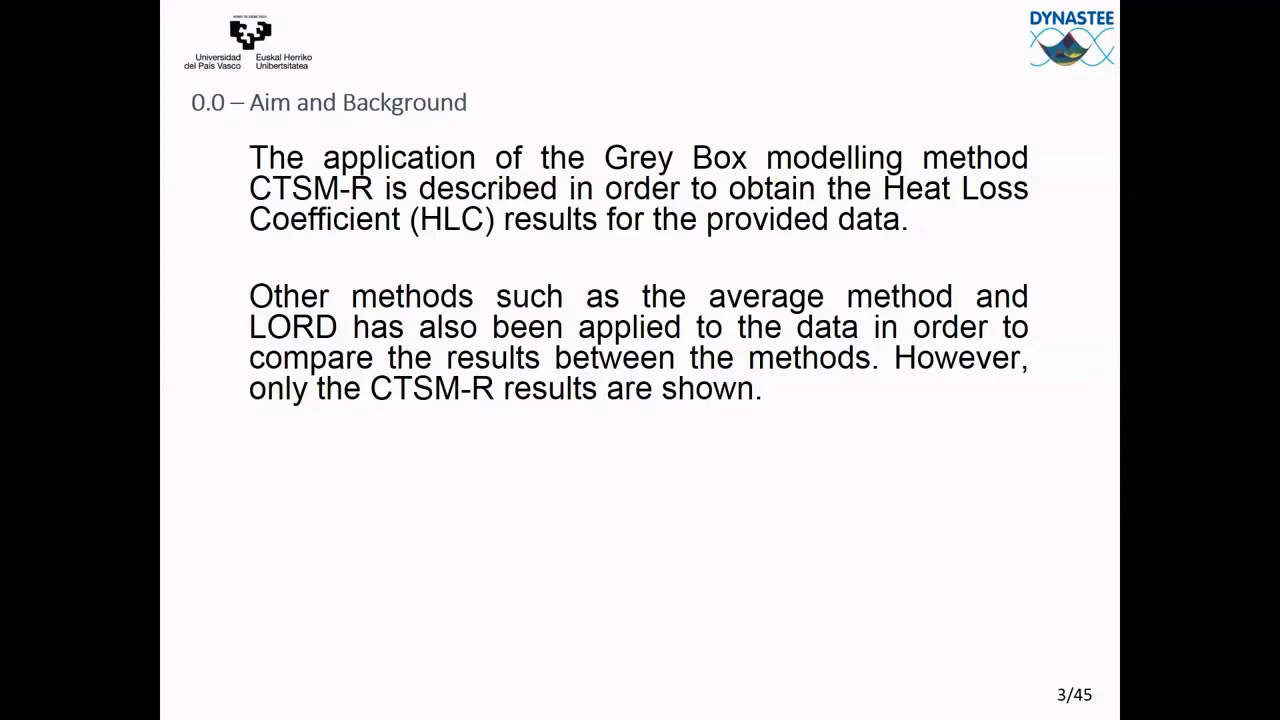 Universidad
del País Vasco
Euskal Herriko
Unibertsitatea
DYNASTEE
0.0 – Aim and Background
The application of the Grey Box modelling method
CTSM-R is described in order to obtain the Heat Loss
Coefficient (HLC) results for the provided data.
Other methods such as the average method and
LORD has also been applied to the data in order to
compare the results between the methods. However,
only the CTSM-R results are shown.
3/45